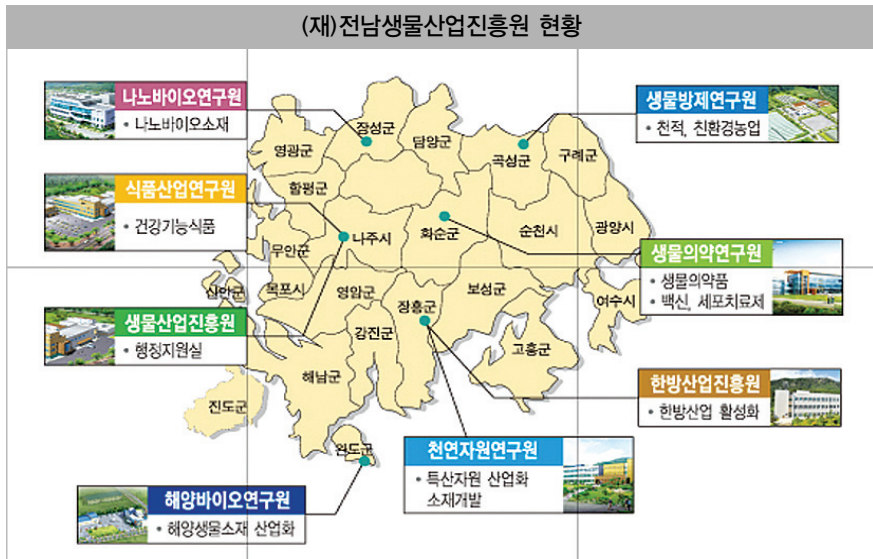 (재)전남생물산업진흥원 현황
나노바이오연구원
• 나노바이오소재
생물방제연구원
• 천적, 친환경농업
식품산업연구원
• 건강기능식품
생물의약연구원
• 생물의약품
• 백신, 세포치료제
생물산업진흥원
• 행정지원실
한방산업진흥원
• 한방산업 활성화
천연자원연구원
• 특산자원 산업화
소재개발
해양바이오연구원
• 해양생물소재 산업화
장성군
영광군
담양군
곡성군
구례군
함평군
나주시
화순군
순천시
광양시
무안군
신안군
목포시
영암군
장흥군
보성군
여수시
강진군
고흥군
해남군
진도군
완도군